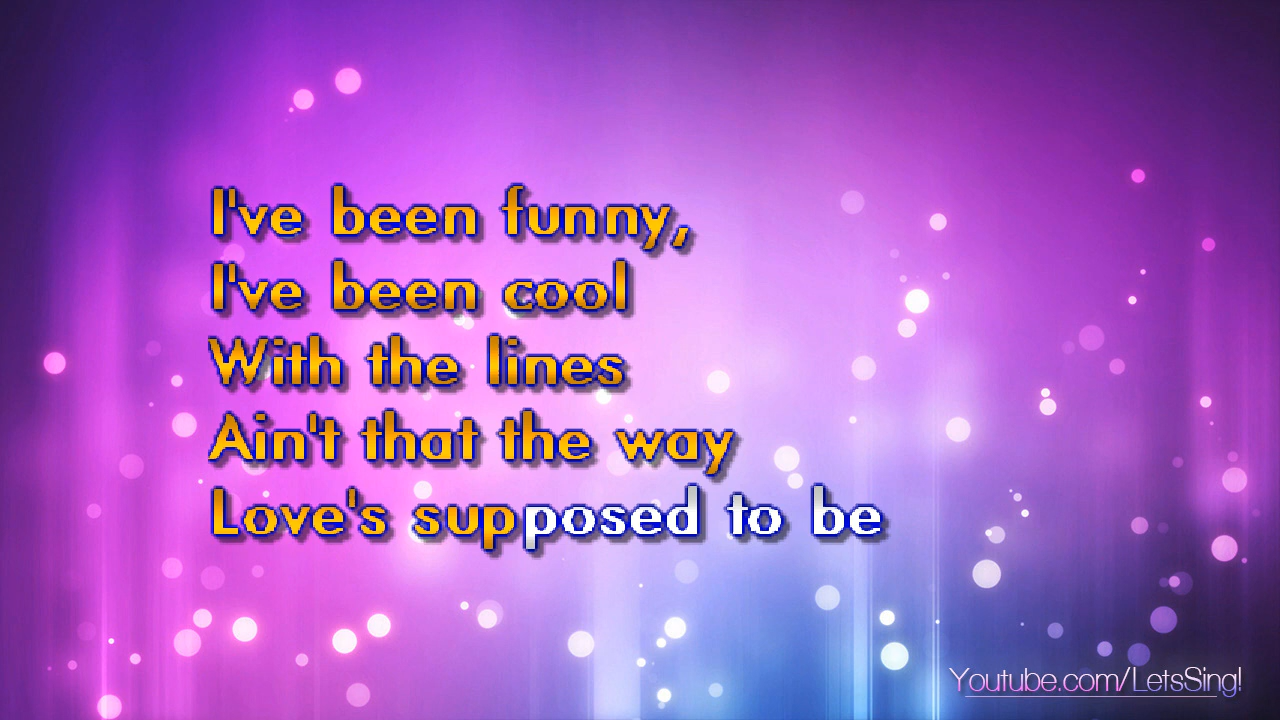 I've been funny,
I've been cool
With the lines
Ain't that the way
Love's supposed to be
Youtube.com/LetsSing!